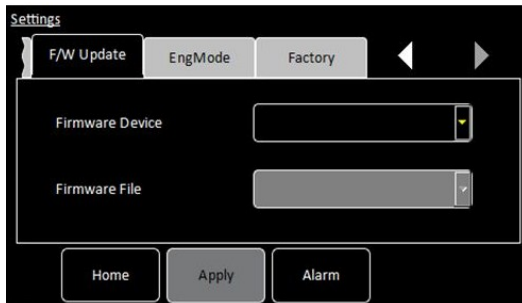 Settings
F/W Update EngMode Factory
Firmware Device
Firmware File
Home Apply Alarm